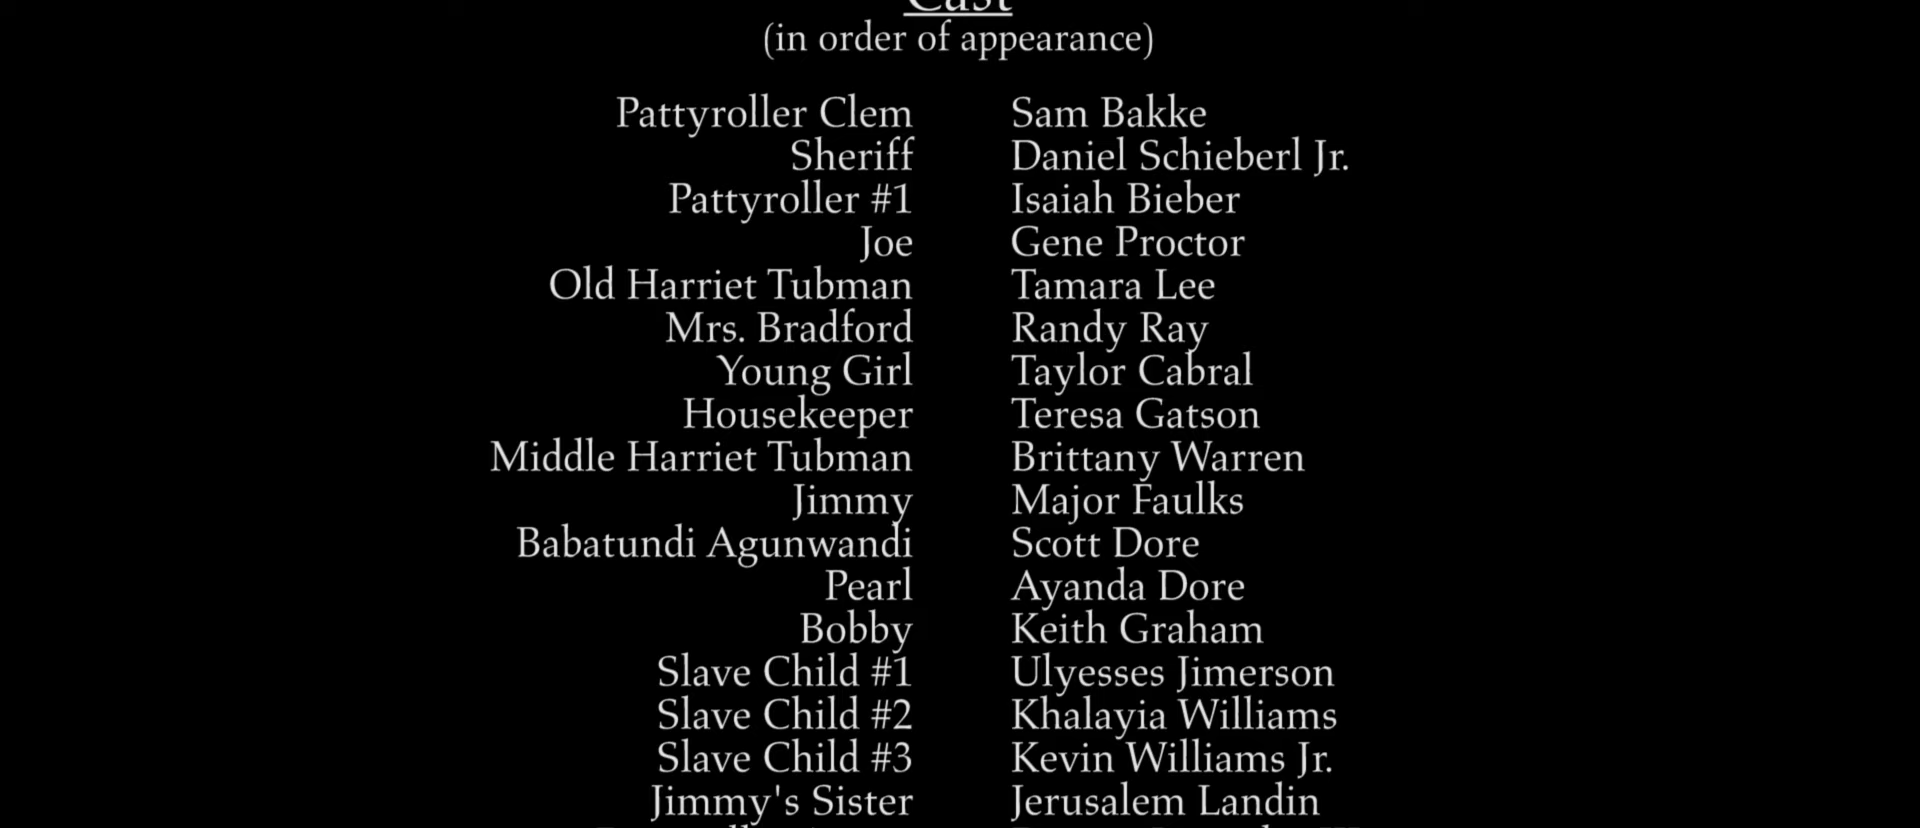 Cast
(in order of appearance)
Pattyroller Clem Sam Bakke
Sheriff Daniel Schieberl Jr.
Pattyroller #1 Isaiah Bieber
Joe Gene Proctor
Old Harriet Tubman Tamara Lee
Mrs. Bradford Randy Ray
Young Girl Taylor Cabral
Housekeeper Teresa Gatson
Middle Harriet Tubman Brittany Warren
Jimmy Major Faulks
Babatundi Agunwandi Scott Dore
Pearl Ayanda Dore
Bobby Keith Graham
Slave Child #1 Ulyesses Jimerson
Slave Child #2 Khalayia Williams
Slave Child #3 Kevin Williams Jr.
Jimmy's Sister Jerusalem Landin